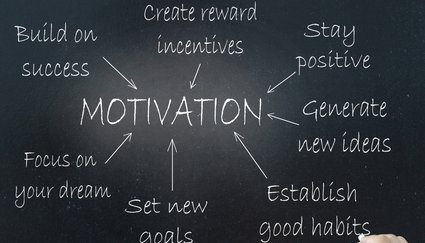 Create reward
incentives
Build on
success
Stay
positive
MOTIVATION
Generate
new ideas
Focus on
your dream
Set new
goals
Establish
good habits